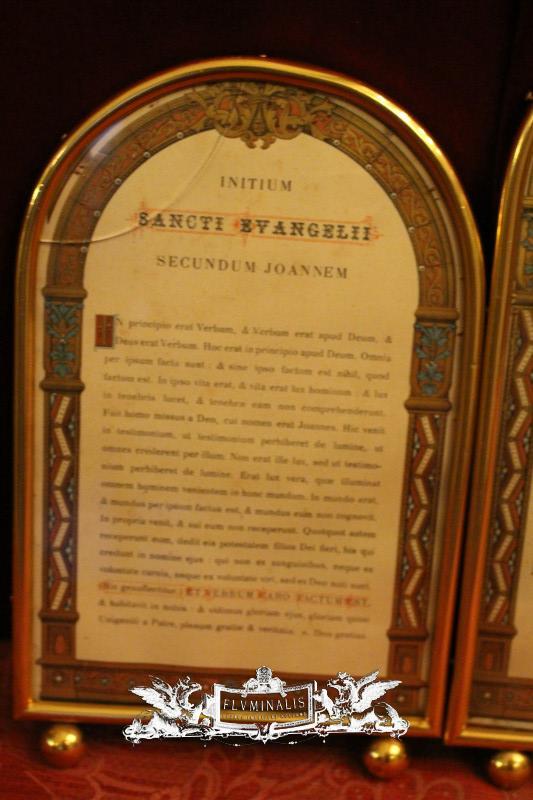 INITIUM
SANCTI EVANGELII
SECUNDUM JOANNEM
IN principio erat Verbum, & Verbum erat apud Deum, &
Deus erat Verbum. Hoc erat in principio apud Deum. Omnia
per ipsum facta sunt : & sine ipso factum est nihil, quod
factum est. In ipso vita erat, & vita erat lux hominum : & lux
in tenebris lucet, & tenebræ eam non comprehenderunt.
Fuit homo missus a Deo, cui nomen erat Joannes. Hic venit
in testimonium, ut testimonium perhiberet de lumine, ut
omnes crederent per illum. Non erat ille lux, sed ut testimo-
nium perhiberet de lumine. Erat lux vera, quæ illuminat
omnem hominem venientem in hunc mundum. In mundo erat,
& mundus per ipsum factus est, & mundus eum non cognovit.
In propria venit, & sui eum non receperunt. Quotquot autem
receperunt eum, dedit eis potestatem filios Dei fieri, his qui
credunt in nomine ejus : qui non ex sanguinibus, neque ex
voluntate carnis, neque ex voluntate viri, sed ex Deo nati sunt.
(Hic genuflectitur) ET VERBUM CARO FACTUM EST,
& habitavit in nobis : & vidimus gloriam ejus, gloriam quasi
Unigeniti a Patre, plenum gratiæ & veritatis. ℟. Deo gratias.
FLVMINALIS